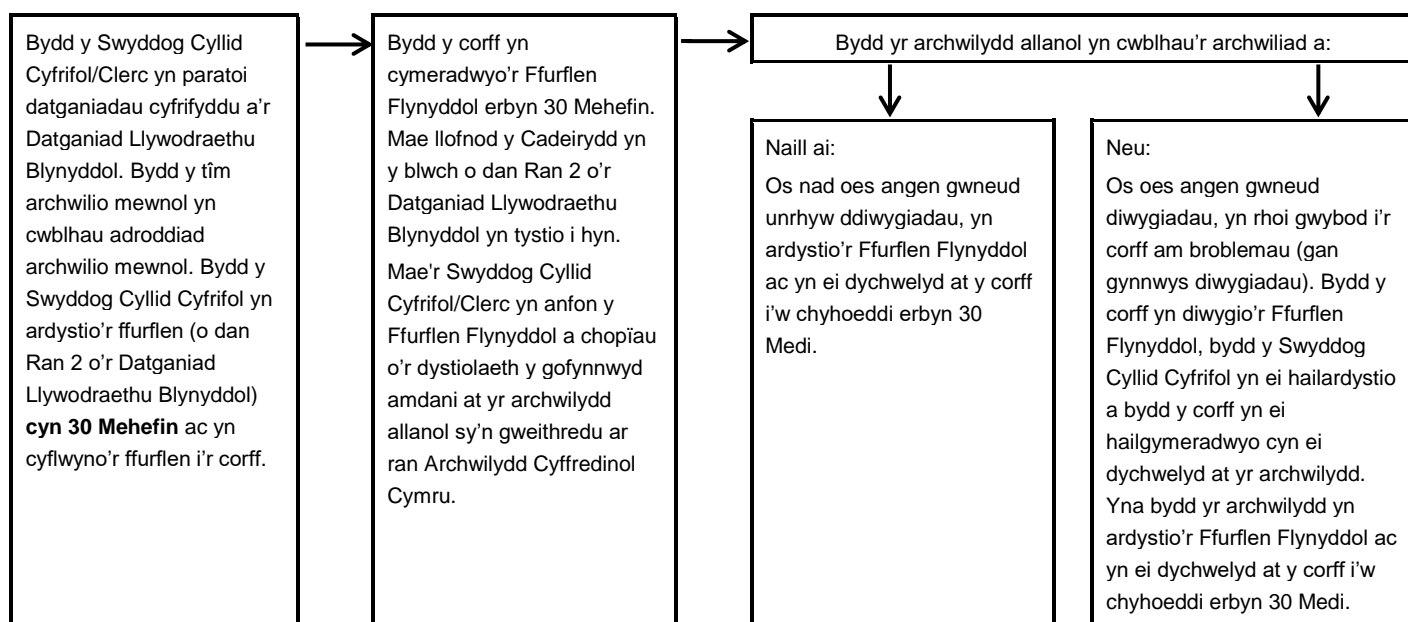 Bydd y Swyddog Cyllid
Cyfrifol/Clerc yn paratoi
datganiadau cyfrifyddu a'r
Datganiad Llywodraethu
Blynyddol. Bydd y tîm
archwilio mewnol yn
cwblhau adroddiad
archwilio mewnol. Bydd y
Swyddog Cyllid Cyfrifol yn
ardystio'r ffurflen (o dan
Ran 2 o'r Datganiad
Llywodraethu Blynyddol)
cyn 30 Mehefin ac yn
cyflwyno'r ffurflen i'r corff.
Bydd y corff yn
cymeradwyo'r Ffurflen
Flynyddol erbyn 30 Mehefin.
Mae llofnod y Cadeirydd yn
y blwch o dan Ran 2 o'r
Datganiad Llywodraethu
Blynyddol yn tystio i hyn.
Mae'r Swyddog Cyllid
Cyfrifol/Clerc yn anfon y
Ffurflen Flynyddol a chopïau
o'r dystiolaeth y gofynnwyd
amdani at yr archwilydd
allanol sy'n gweithredu ar
ran Archwilydd Cyffredinol
Cymru.
Bydd yr archwilydd allanol yn cwblhau'r archwiliad a:
Naill ai:
Os nad oes angen gwneud
unrhyw ddiwygiadau, yn
ardystio'r Ffurflen Flynyddol
ac yn ei dychwelyd at y corff
i'w chyhoeddi erbyn 30
Medi.
Neu:
Os oes angen gwneud
diwygiadau, yn rhoi gwybod i'r
corff am broblemau (gan
gynnwys diwygiadau). Bydd y
corff yn diwygio'r Ffurflen
Flynyddol, bydd y Swyddog
Cyllid Cyfrifol yn ei hailardystio
a bydd y corff yn ei
hailgymeradwyo cyn ei
dychwelyd at yr archwilydd.
Yna bydd yr archwilydd yn
ardystio'r Ffurflen Flynyddol ac
yn ei dychwelyd at y corff i'w
chyhoeddi erbyn 30 Medi.